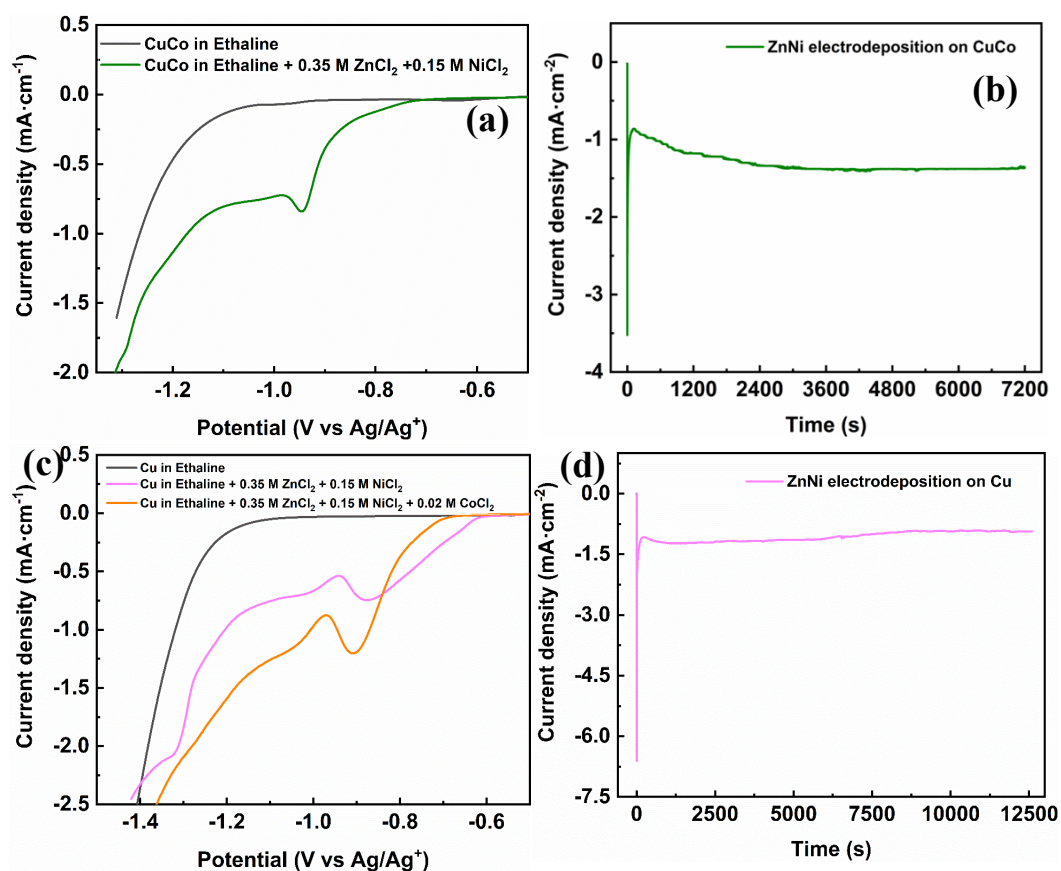 CuCo in Ethaline
CuCo in Ethaline + 0.35 M ZnCl₂ +0.15 M NiCl₂
(a)
0.5
0.0
-0.5
-1.0
-1.5
-2.0
-1.2
-1.0
-0.8
-0.6
Current density (mA·cm⁻¹)
Potential (V vs Ag/Ag⁺)
ZnNi electrodeposition on CuCo
(b)
0
-1
-2
-3
-4
0
1200
2400
3600
4800
6000
7200
Current density (mA·cm⁻²)
Time (s)
(c)
Cu in Ethaline
Cu in Ethaline + 0.35 M ZnCl₂ + 0.15 M NiCl₂
Cu in Ethaline + 0.35 M ZnCl₂ + 0.15 M NiCl₂ + 0.02 M CoCl₂
0.5
0.0
-0.5
-1.0
-1.5
-2.0
-2.5
-1.4
-1.2
-1.0
-0.8
-0.6
Current density (mA·cm⁻¹)
Potential (V vs Ag/Ag⁺)
(d)
ZnNi electrodeposition on Cu
0.0
-1.5
-3.0
-4.5
-6.0
-7.5
0
2500
5000
7500
10000
12500
Current density (mA·cm⁻²)
Time (s)